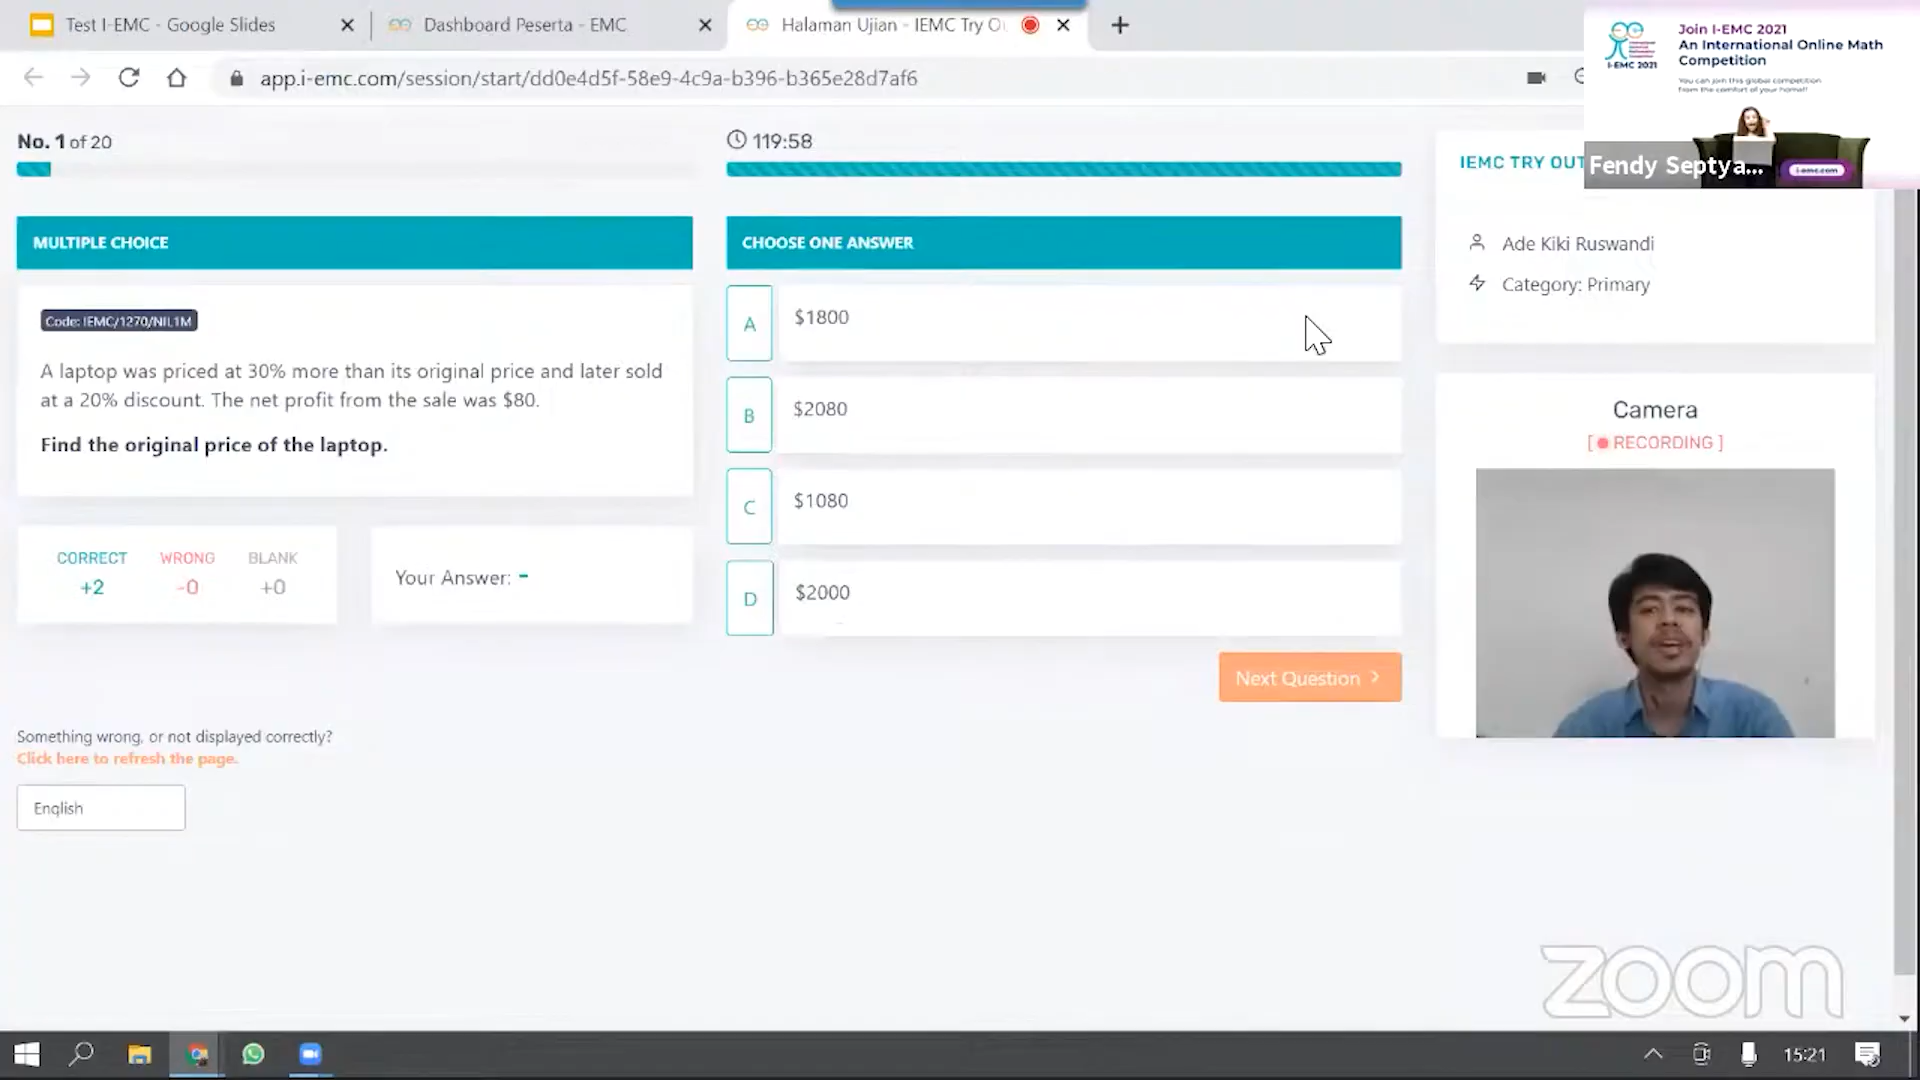 Test I-EMC - Google Slides
Dashboard Peserta - EMC
Halaman Ujian - IEMC Try O
app.i-emc.com/session/start/dd0e4d5f-58e9-4c9a-b396-b365e28d7af6
Join I-EMC 2021
An International Online Math
Competition
You can join this global competition
from the comfort of your home!!
I-EMC 2021
i-emc.com
Fendy Septya...
No. 1 of 20
119:58
IEMC TRY OUT
MULTIPLE CHOICE
Code: IEMC/1270/NIL1M
A laptop was priced at 30% more than its original price and later sold
at a 20% discount. The net profit from the sale was $80.
Find the original price of the laptop.
CORRECT WRONG BLANK
+2 -0 +0
Your Answer: -
CHOOSE ONE ANSWER
A $1800
B $2080
C $1080
D $2000
Next Question
Ade Kiki Ruswandi
Category: Primary
Camera
[ RECORDING ]
Something wrong, or not displayed correctly?
Click here to refresh the page.
English
zoom
15:21